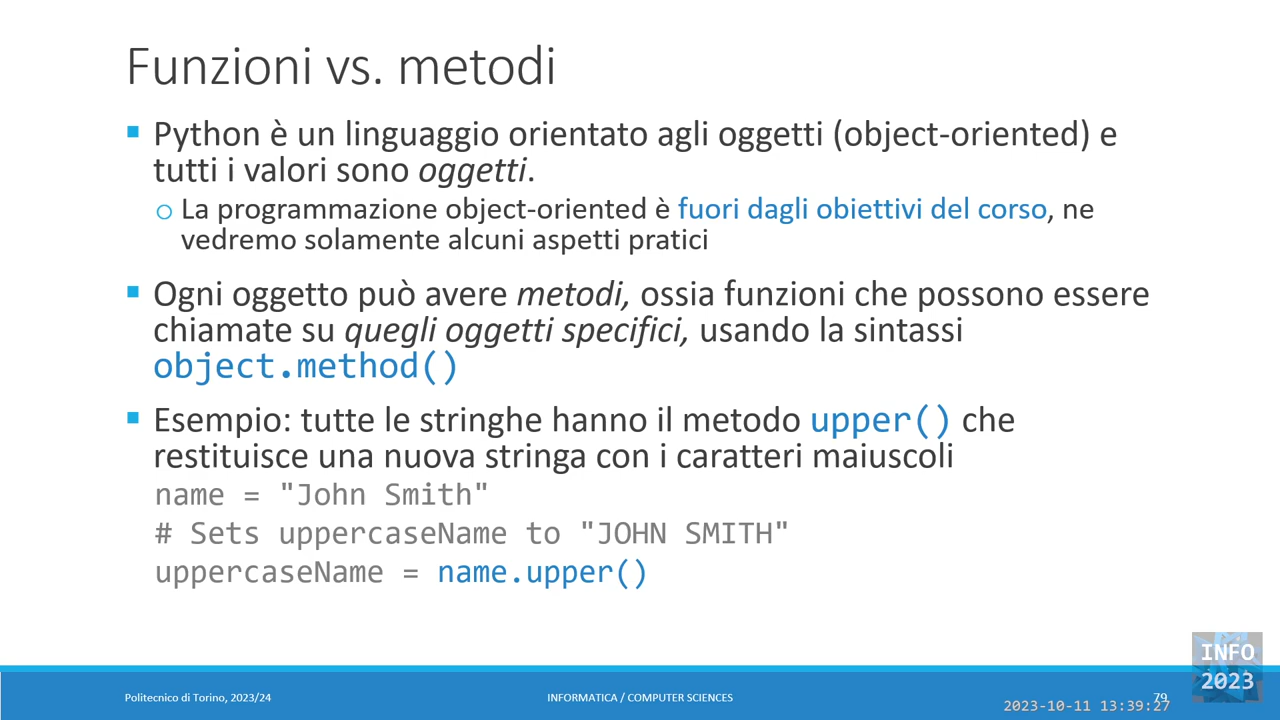 Funzioni vs. metodi
Python è un linguaggio orientato agli oggetti (object-oriented) e
tutti i valori sono oggetti.
La programmazione object-oriented è fuori dagli obiettivi del corso, ne
vedremo solamente alcuni aspetti pratici
Ogni oggetto può avere metodi, ossia funzioni che possono essere
chiamate su quegli oggetti specifici, usando la sintassi
object.method()
Esempio: tutte le stringhe hanno il metodo upper() che
restituisce una nuova stringa con i caratteri maiuscoli
name = "John Smith"
# Sets uppercaseName to "JOHN SMITH"
uppercaseName = name.upper()
INFO
2023
Politecnico di Torino, 2023/24
INFORMATICA / COMPUTER SCIENCES
79
2023-10-11 13:39:27